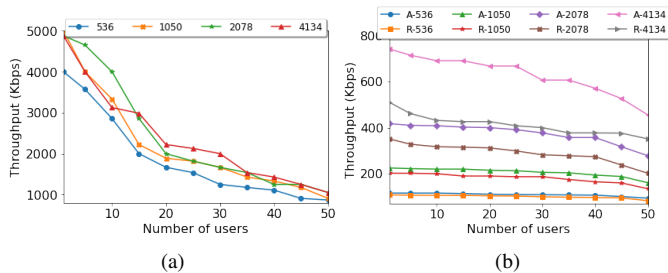 536 1050 2078 4134
5000
4000
3000
2000
1000
Throughput (Kbps)
10 20 30 40 50
Number of users
(a)
A-536 A-1050 A-2078 A-4134
R-536 R-1050 R-2078 R-4134
800
600
400
200
Throughput (Kbps)
10 20 30 40 50
Number of users
(b)